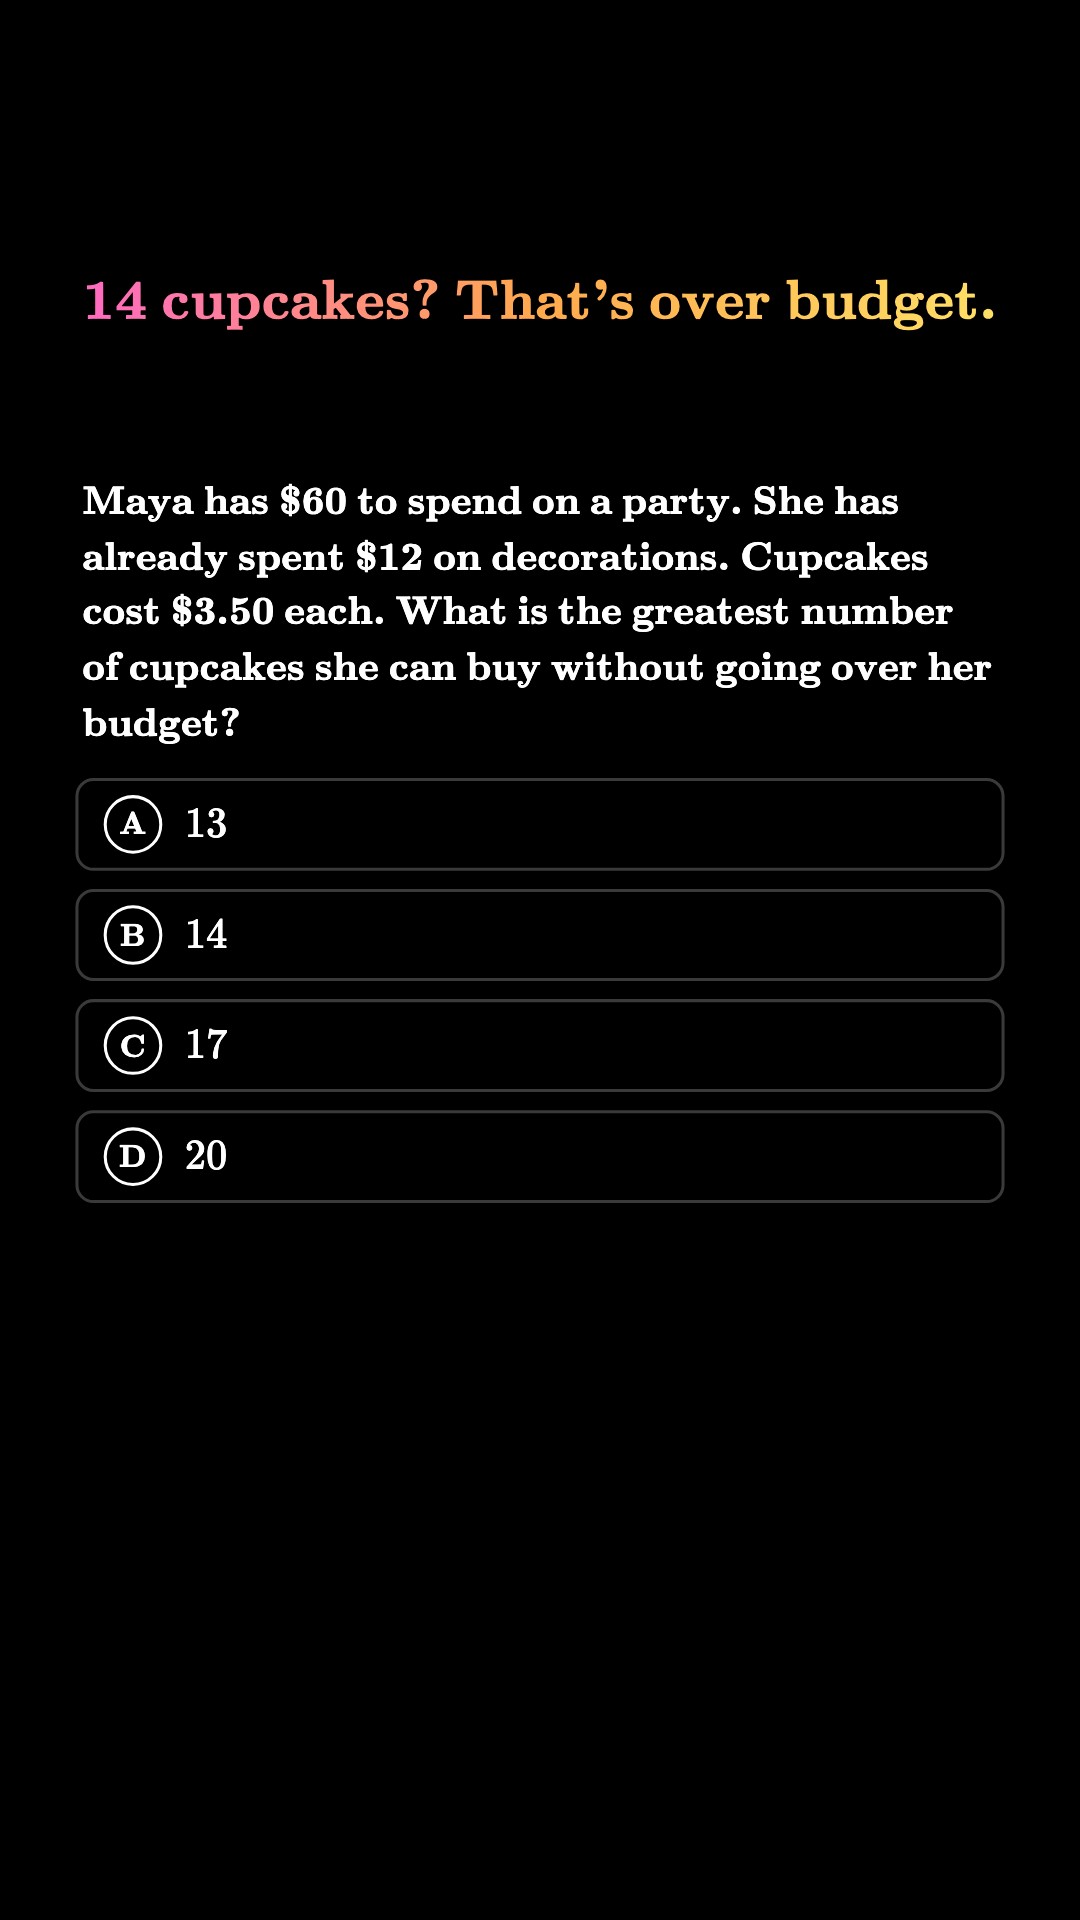 14 cupcakes? That’s over budget.
Maya has $60 to spend on a party. She has
already spent $12 on decorations. Cupcakes
cost $3.50 each. What is the greatest number
of cupcakes she can buy without going over her
budget?
A 13
B 14
C 17
D 20